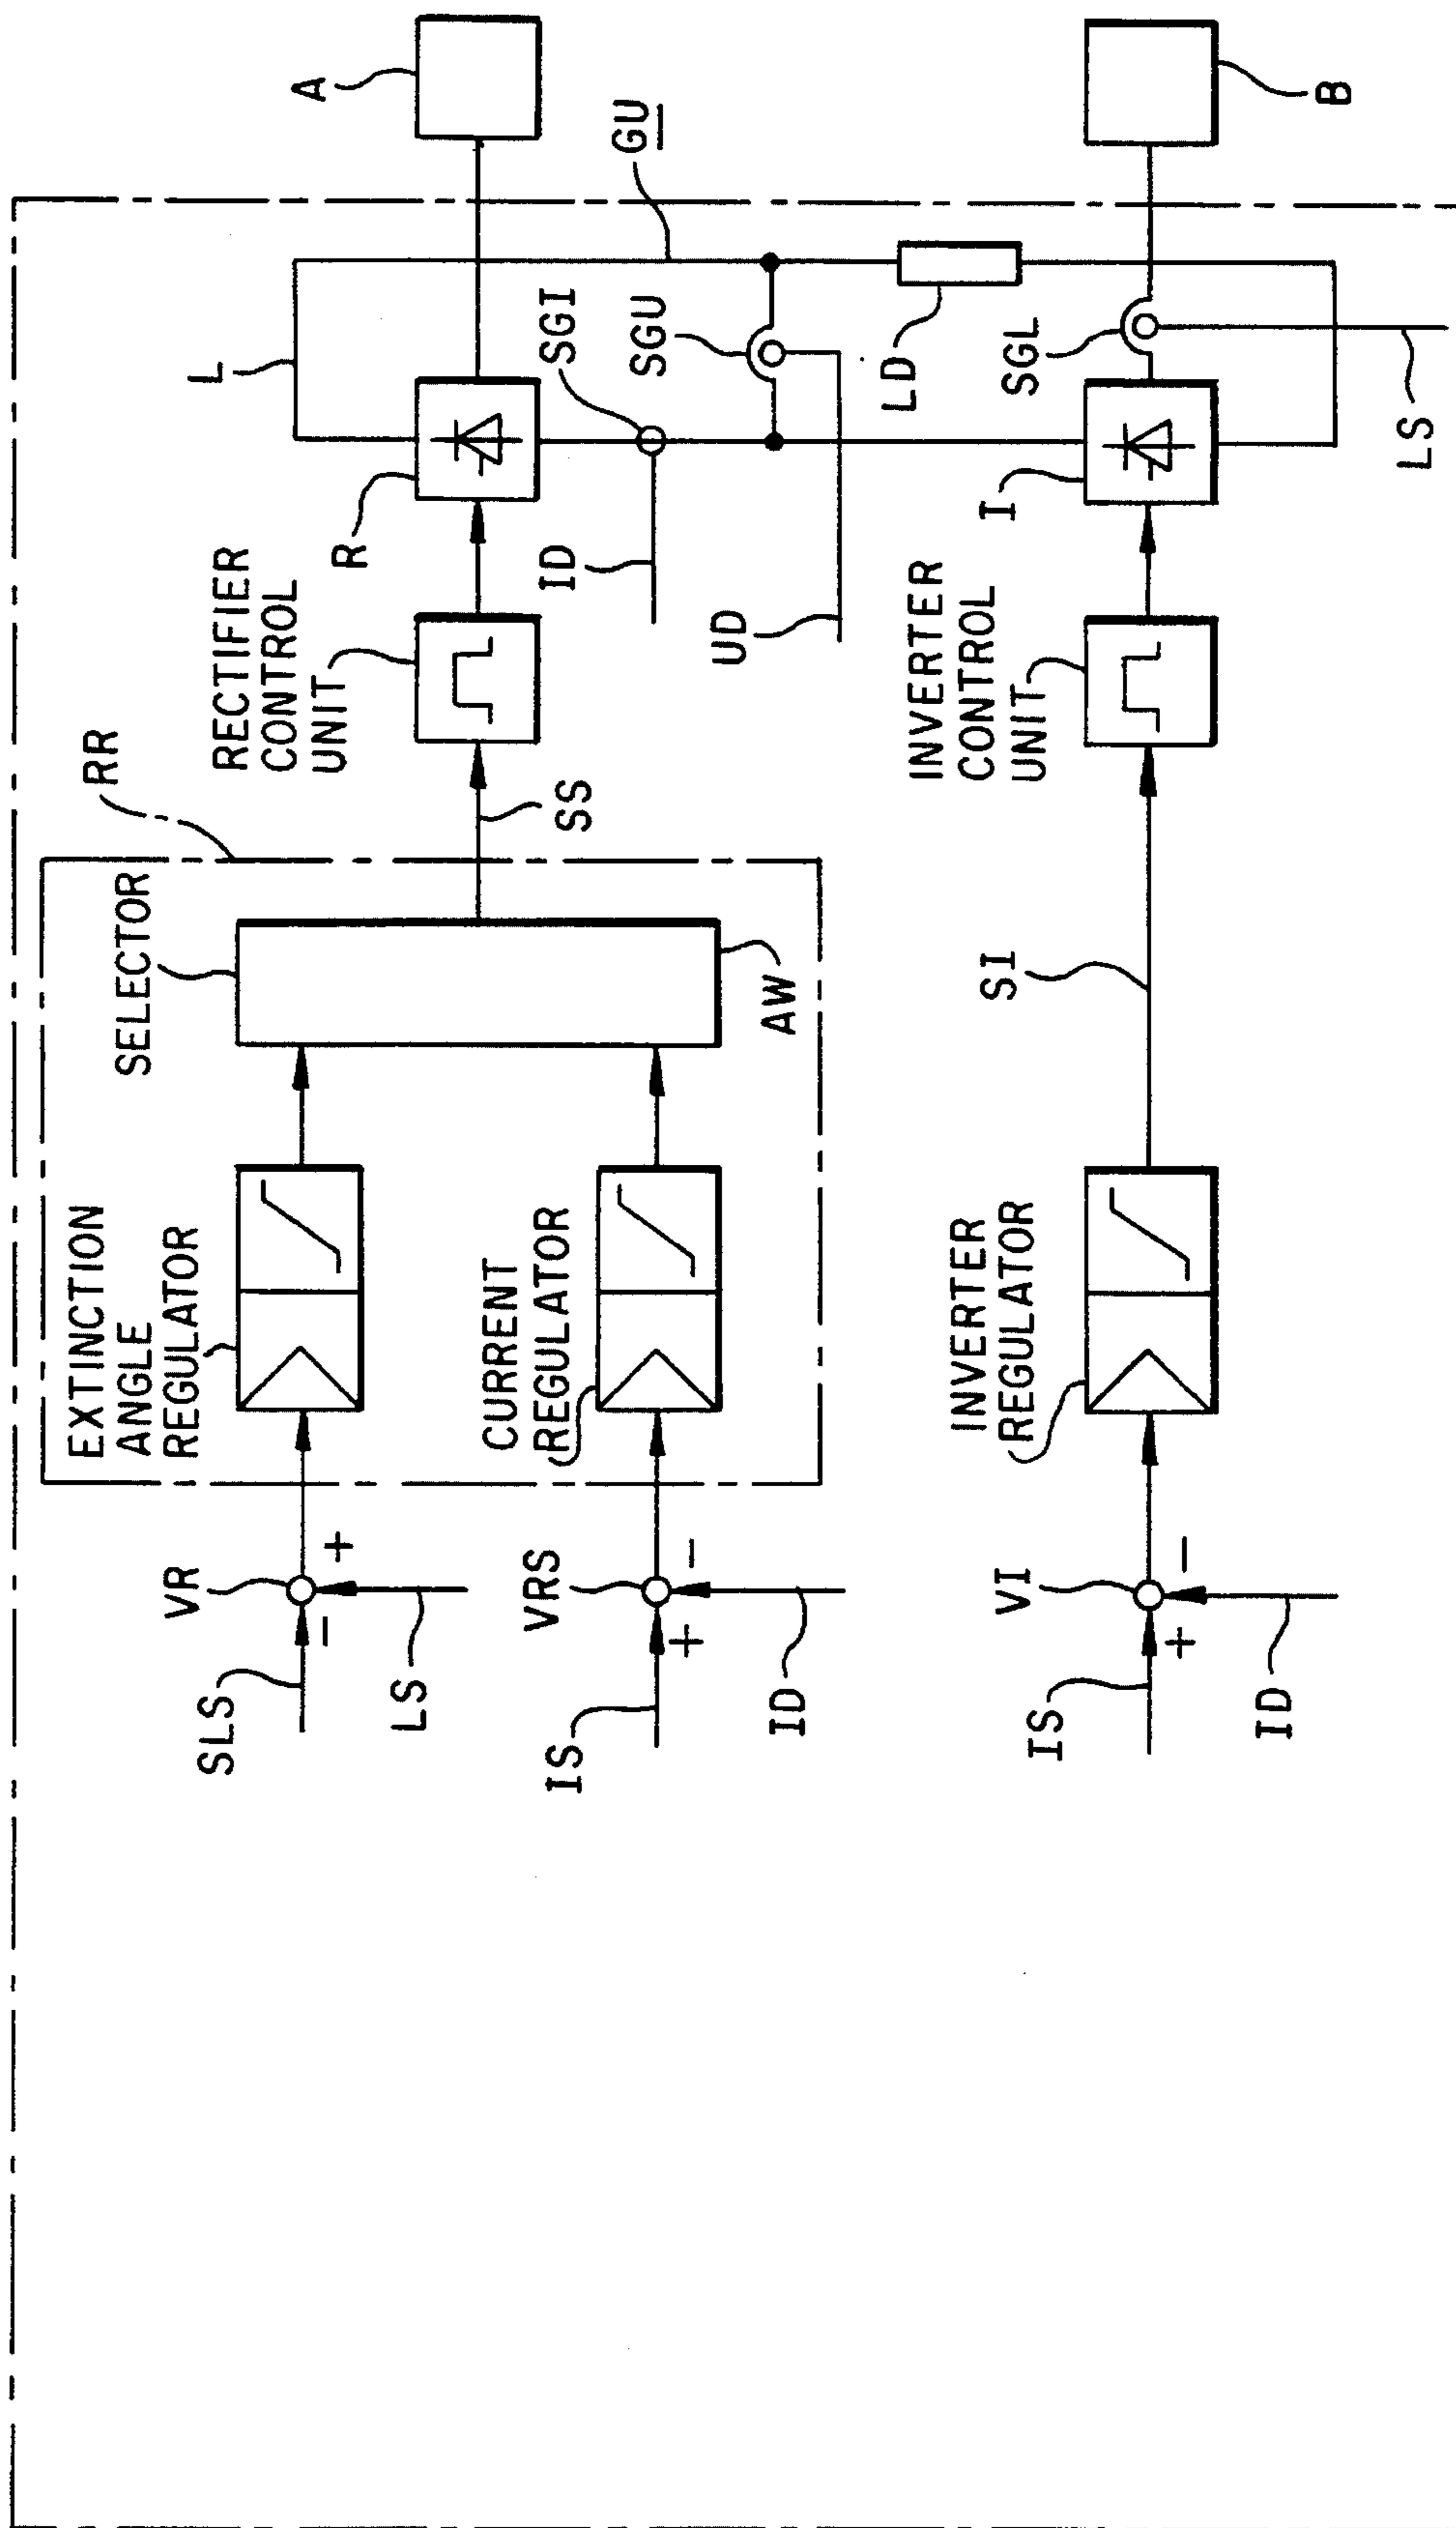 A
B
GU
L
R
SGI
SGU
ID
UD
LD
SGL
I
LS
RECTIFIER
CONTROL
UNIT
INVERTER
CONTROL
UNIT
RR
SS
SELECTOR
AW
SI
EXTINCTION
ANGLE
REGULATOR
CURRENT
REGULATOR
INVERTER
REGULATOR
VR
+
-
SLS
LS
VRS
-
+
IS
ID
VI
-
+
IS
ID